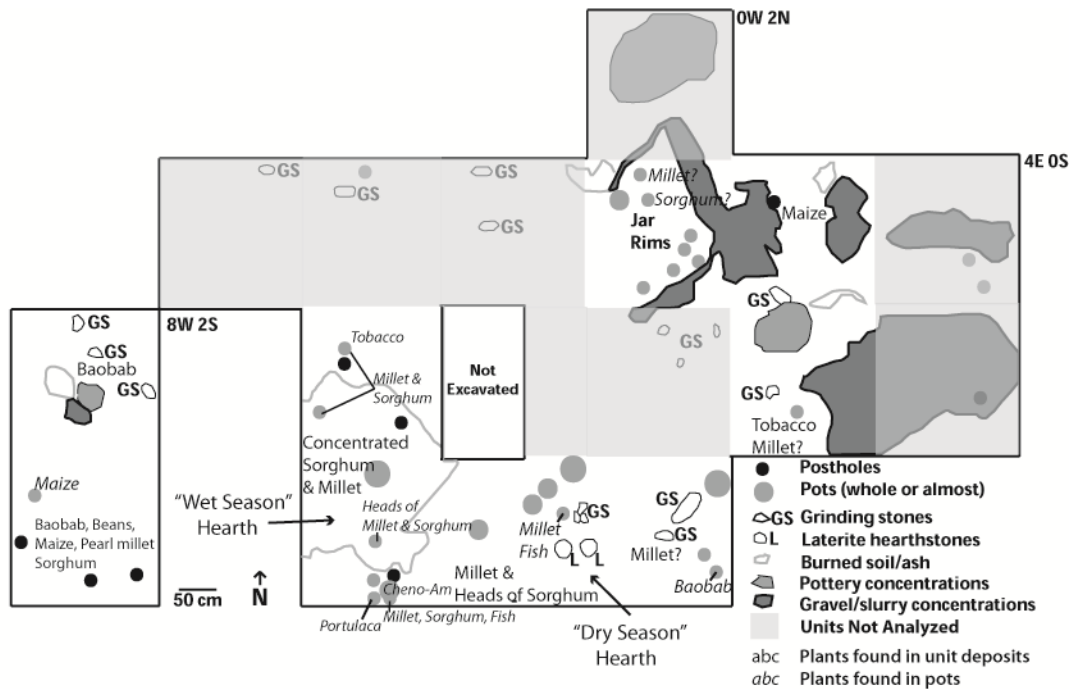 0W 2N
4E 0S
GS
GS
GS
GS
Millet?
Sorghum?
Jar
Rims
Maize
8W 2S
GS
GS
Baobab
GS
Tobacco
Millet &
Sorghum
Not
Excavated
GS
GS
GS
Tobacco
Millet?
Concentrated
Sorghum
& Millet
"Wet Season"
Hearth
Heads of
Millet & Sorghum
Maize
Baobab, Beans,
Maize, Pearl millet
Sorghum
50 cm
N
Millet
Fish
GS
L
L
GS
GS
Millet?
Baobab
Cheno-Am
Millet &
Heads of Sorghum
Portulaca
Millet, Sorghum, Fish
"Dry Season"
Hearth
Postholes
Pots (whole or almost)
GS Grinding stones
L Laterite hearthstones
Burned soil/ash
Pottery concentrations
Gravel/slurry concentrations
Units Not Analyzed
abc Plants found in unit deposits
abc Plants found in pots